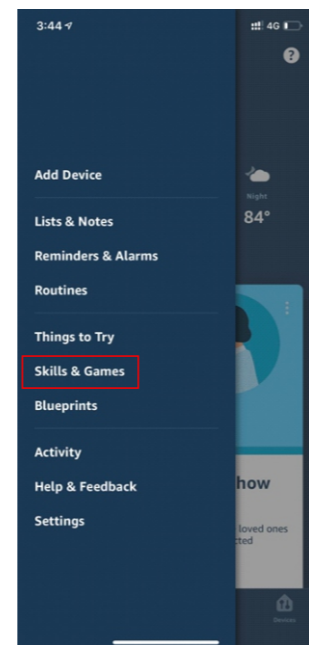 3:44
4G
?
Add Device
Night
Lists & Notes
84°
Reminders & Alarms
Routines
Things to Try
Skills & Games
Blueprints
Activity
Help & Feedback
how
Settings
loved ones
cted
Devices